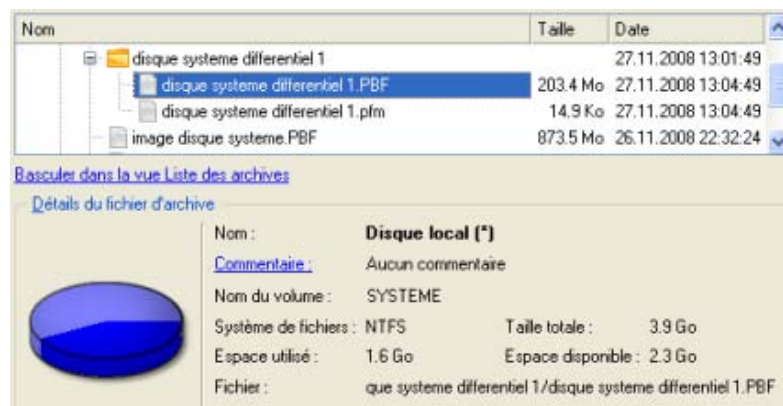 Nom Taille Date
disque systeme differentiel 1 27.11.2008 13:01:49
disque systeme differentiel 1.PBF 203.4 Mo 27.11.2008 13:04:49
disque systeme differentiel 1.pfm 14.9 Ko 27.11.2008 13:04:49
image disque systeme.PBF 873.5 Mo 26.11.2008 22:32:24
Basculer dans la vue Liste des archives
Détails du fichier d'archive
Nom : Disque local (*)
Commentaire : Aucun commentaire
Nom du volume : SYSTEME
Système de fichiers : NTFS Taille totale : 3.9 Go
Espace utilisé : 1.6 Go Espace disponible : 2.3 Go
Fichier : que systeme differentiel 1/disque systeme differentiel 1.PBF